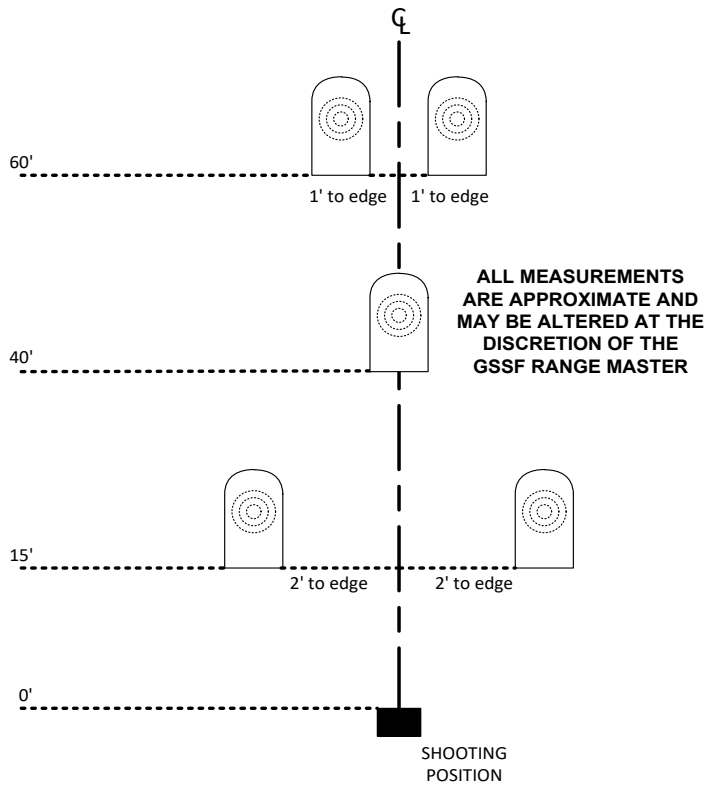 ℄
60'
1' to edge 1' to edge
ALL MEASUREMENTS
ARE APPROXIMATE AND
MAY BE ALTERED AT THE
DISCRETION OF THE
GSSF RANGE MASTER
40'
15'
2' to edge 2' to edge
0'
SHOOTING
POSITION